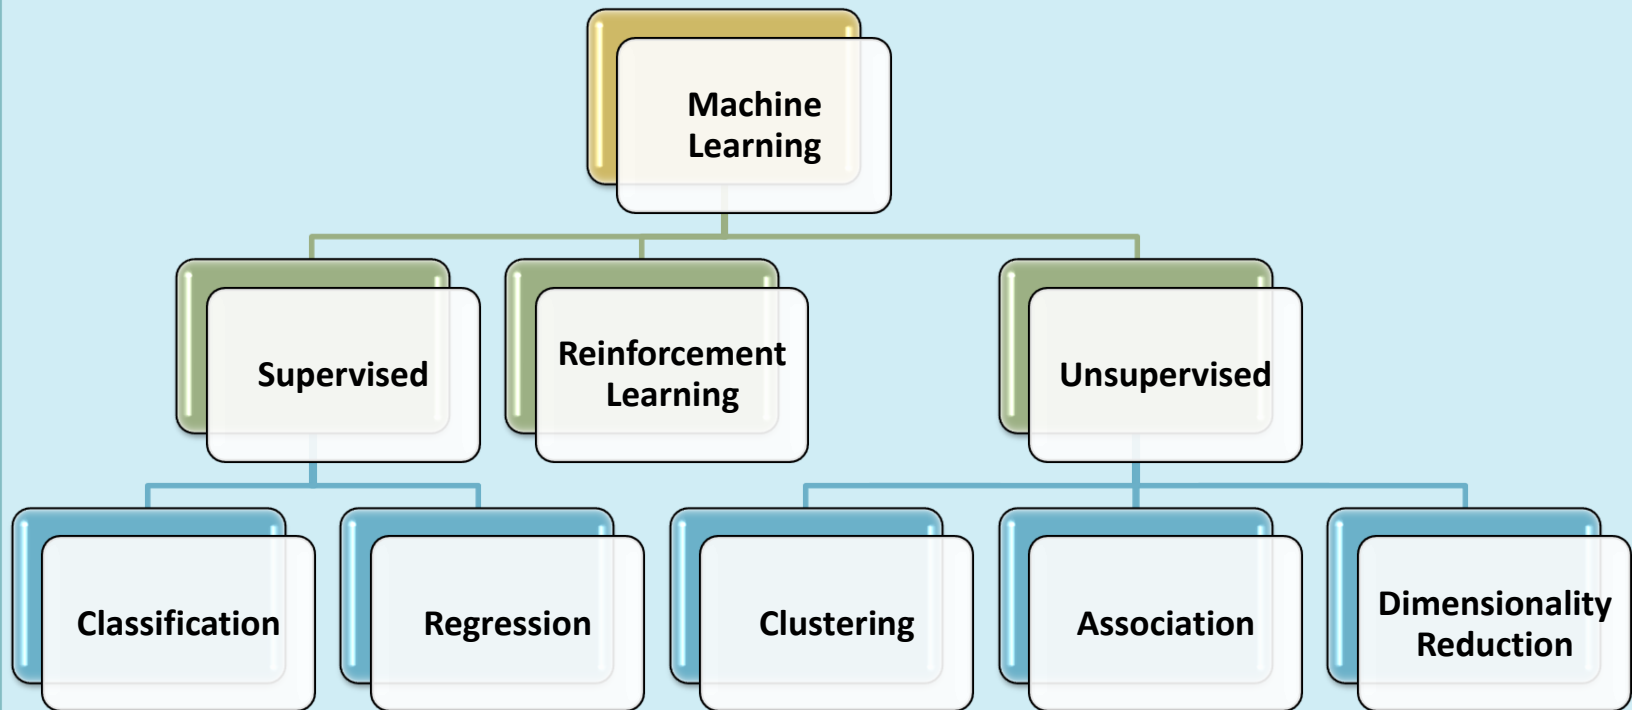 Machine
Learning
Supervised
Reinforcement
Learning
Unsupervised
Classification
Regression
Clustering
Association
Dimensionality
Reduction